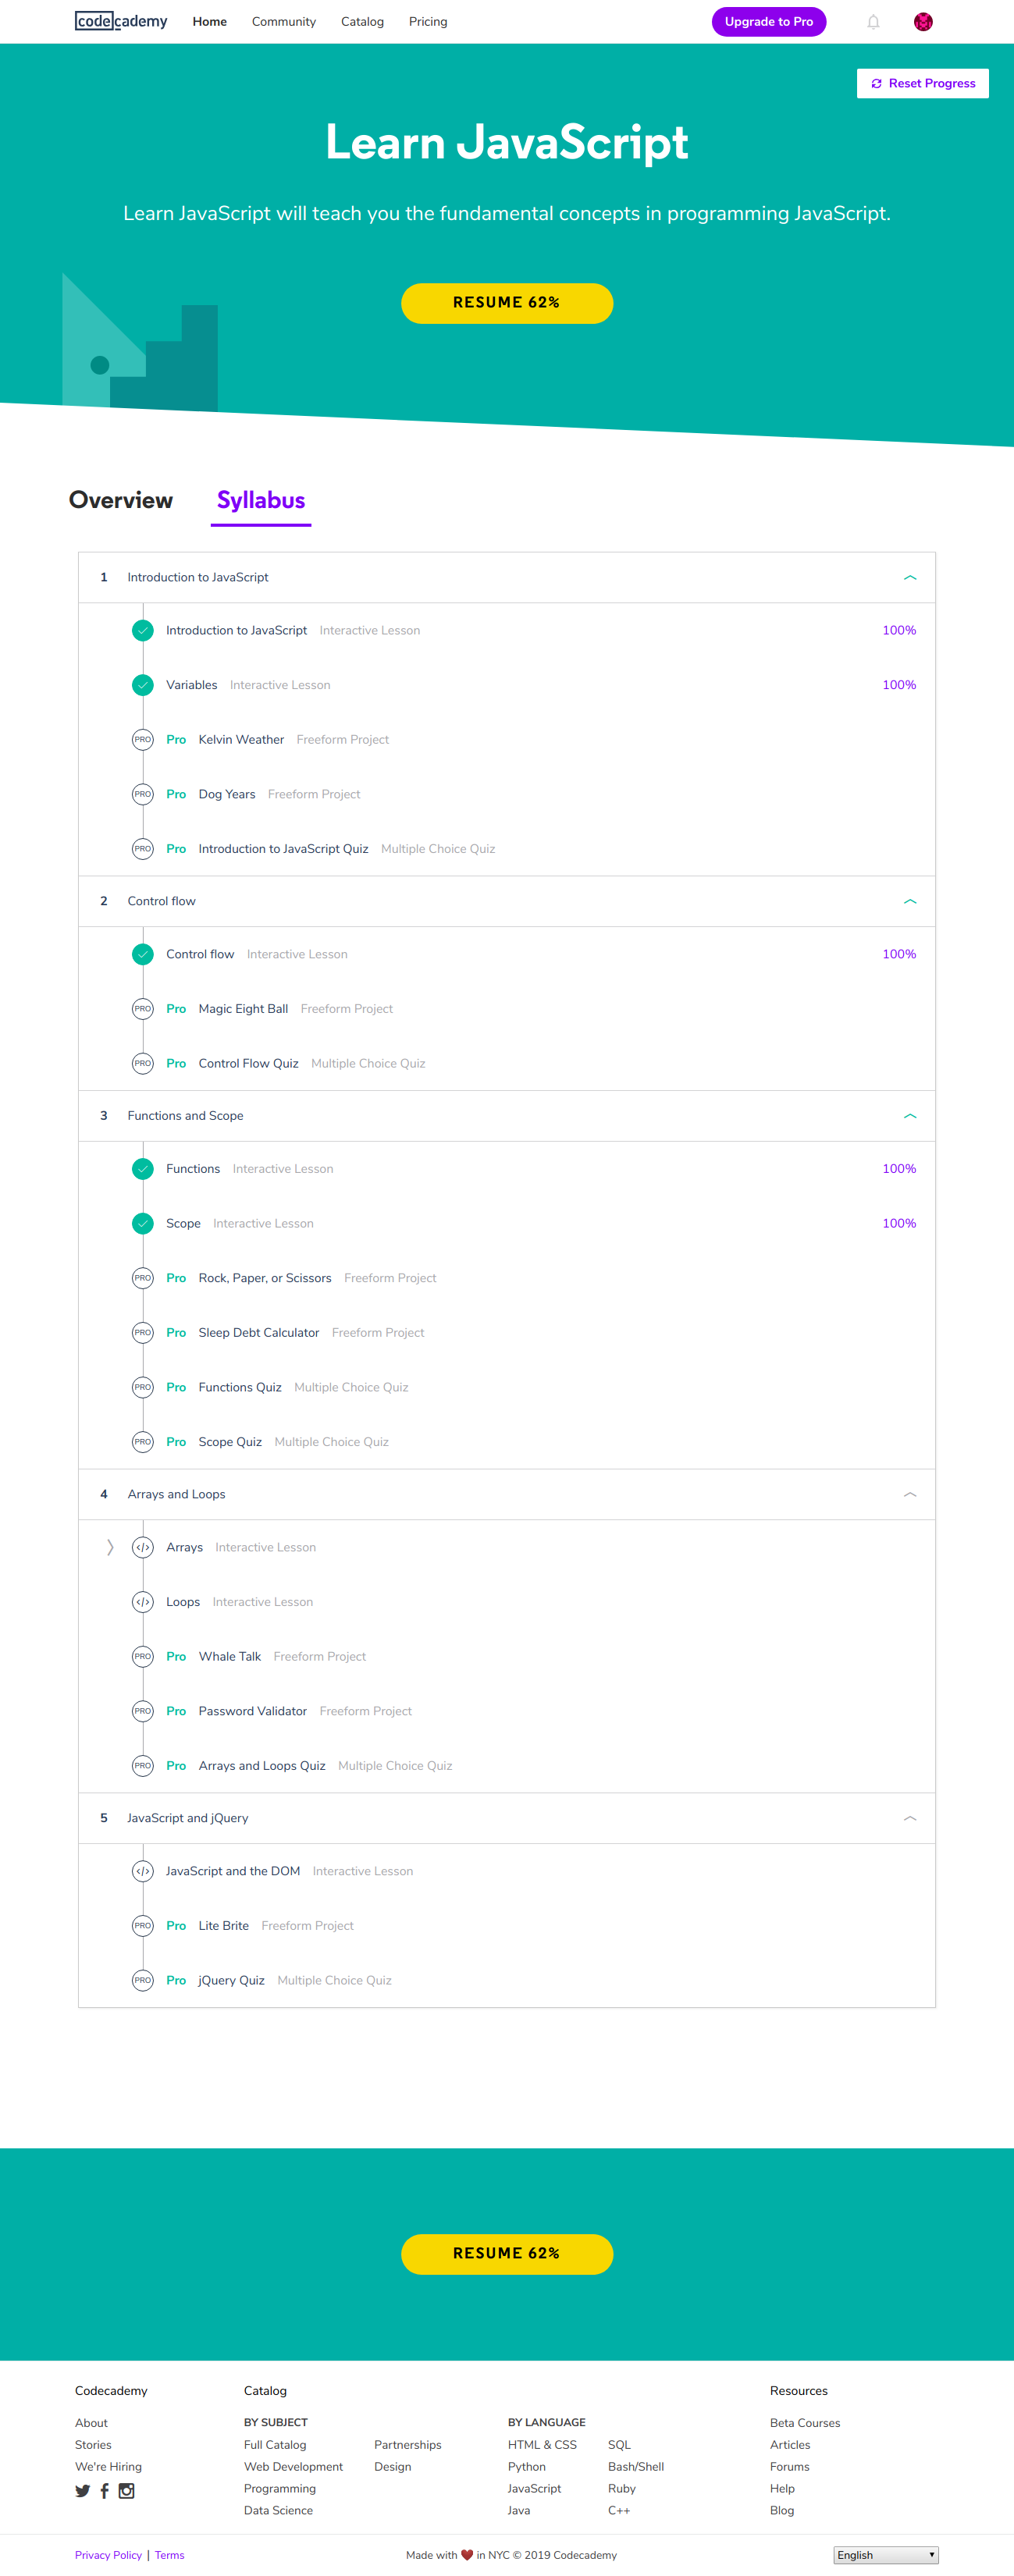 codecademy Home Community Catalog Pricing Upgrade to Pro
Reset Progress
Learn JavaScript
Learn JavaScript will teach you the fundamental concepts in programming JavaScript.
RESUME 62%
Overview Syllabus
1 Introduction to JavaScript
Introduction to JavaScript Interactive Lesson 100%
Variables Interactive Lesson 100%
PRO Pro Kelvin Weather Freeform Project
PRO Pro Dog Years Freeform Project
PRO Pro Introduction to JavaScript Quiz Multiple Choice Quiz
2 Control flow
Control flow Interactive Lesson 100%
PRO Pro Magic Eight Ball Freeform Project
PRO Pro Control Flow Quiz Multiple Choice Quiz
3 Functions and Scope
Functions Interactive Lesson 100%
Scope Interactive Lesson 100%
PRO Pro Rock, Paper, or Scissors Freeform Project
PRO Pro Sleep Debt Calculator Freeform Project
PRO Pro Functions Quiz Multiple Choice Quiz
PRO Pro Scope Quiz Multiple Choice Quiz
4 Arrays and Loops
</> Arrays Interactive Lesson
</> Loops Interactive Lesson
PRO Pro Whale Talk Freeform Project
PRO Pro Password Validator Freeform Project
PRO Pro Arrays and Loops Quiz Multiple Choice Quiz
5 JavaScript and jQuery
</> JavaScript and the DOM Interactive Lesson
PRO Pro Lite Brite Freeform Project
PRO Pro jQuery Quiz Multiple Choice Quiz
RESUME 62%
Codecademy
About
Stories
We're Hiring
Catalog
BY SUBJECT
Full Catalog
Web Development
Programming
Data Science
Partnerships
Design
BY LANGUAGE
HTML & CSS
Python
JavaScript
Java
SQL
Bash/Shell
Ruby
C++
Resources
Beta Courses
Articles
Forums
Help
Blog
Privacy Policy | Terms
Made with ❤ in NYC © 2019 Codecademy
English